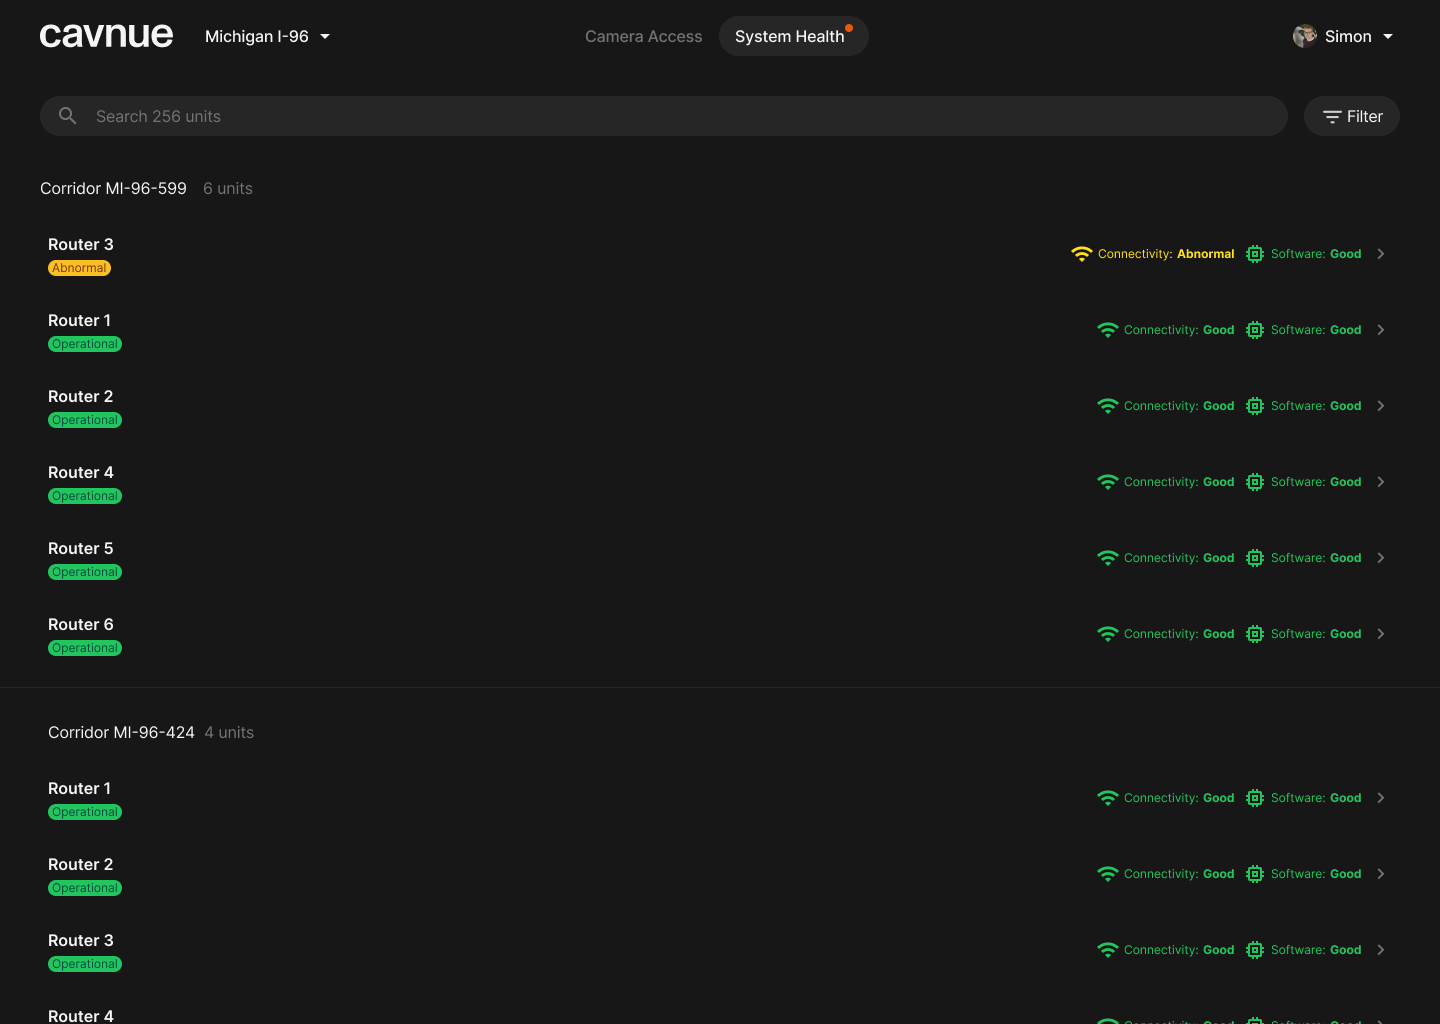 cavnue Michigan I-96 Camera Access System Health Simon
Search 256 units Filter
Corridor MI-96-599 6 units
Router 3
Abnormal
Connectivity: Abnormal Software: Good
Router 1
Operational
Connectivity: Good Software: Good
Router 2
Operational
Connectivity: Good Software: Good
Router 4
Operational
Connectivity: Good Software: Good
Router 5
Operational
Connectivity: Good Software: Good
Router 6
Operational
Connectivity: Good Software: Good
Corridor MI-96-424 4 units
Router 1
Operational
Connectivity: Good Software: Good
Router 2
Operational
Connectivity: Good Software: Good
Router 3
Operational
Connectivity: Good Software: Good
Router 4